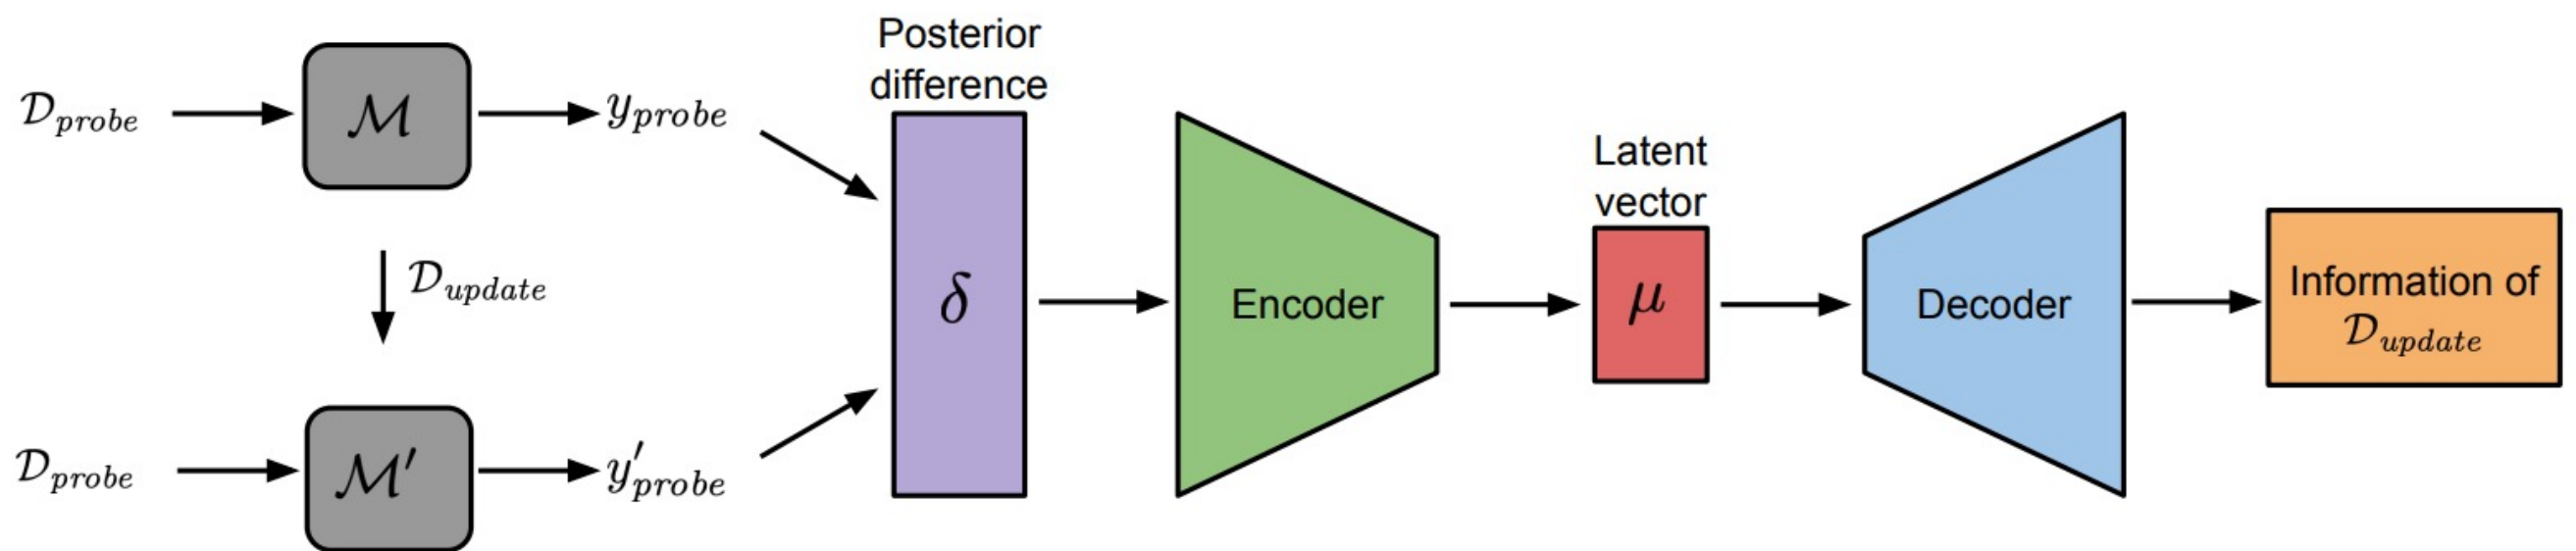 Posterior
difference
𝒟probe
ℳ
yprobe
𝒟update
𝒟probe
ℳ′
y′probe
δ
Encoder
Latent
vector
μ
Decoder
Information of
𝒟update